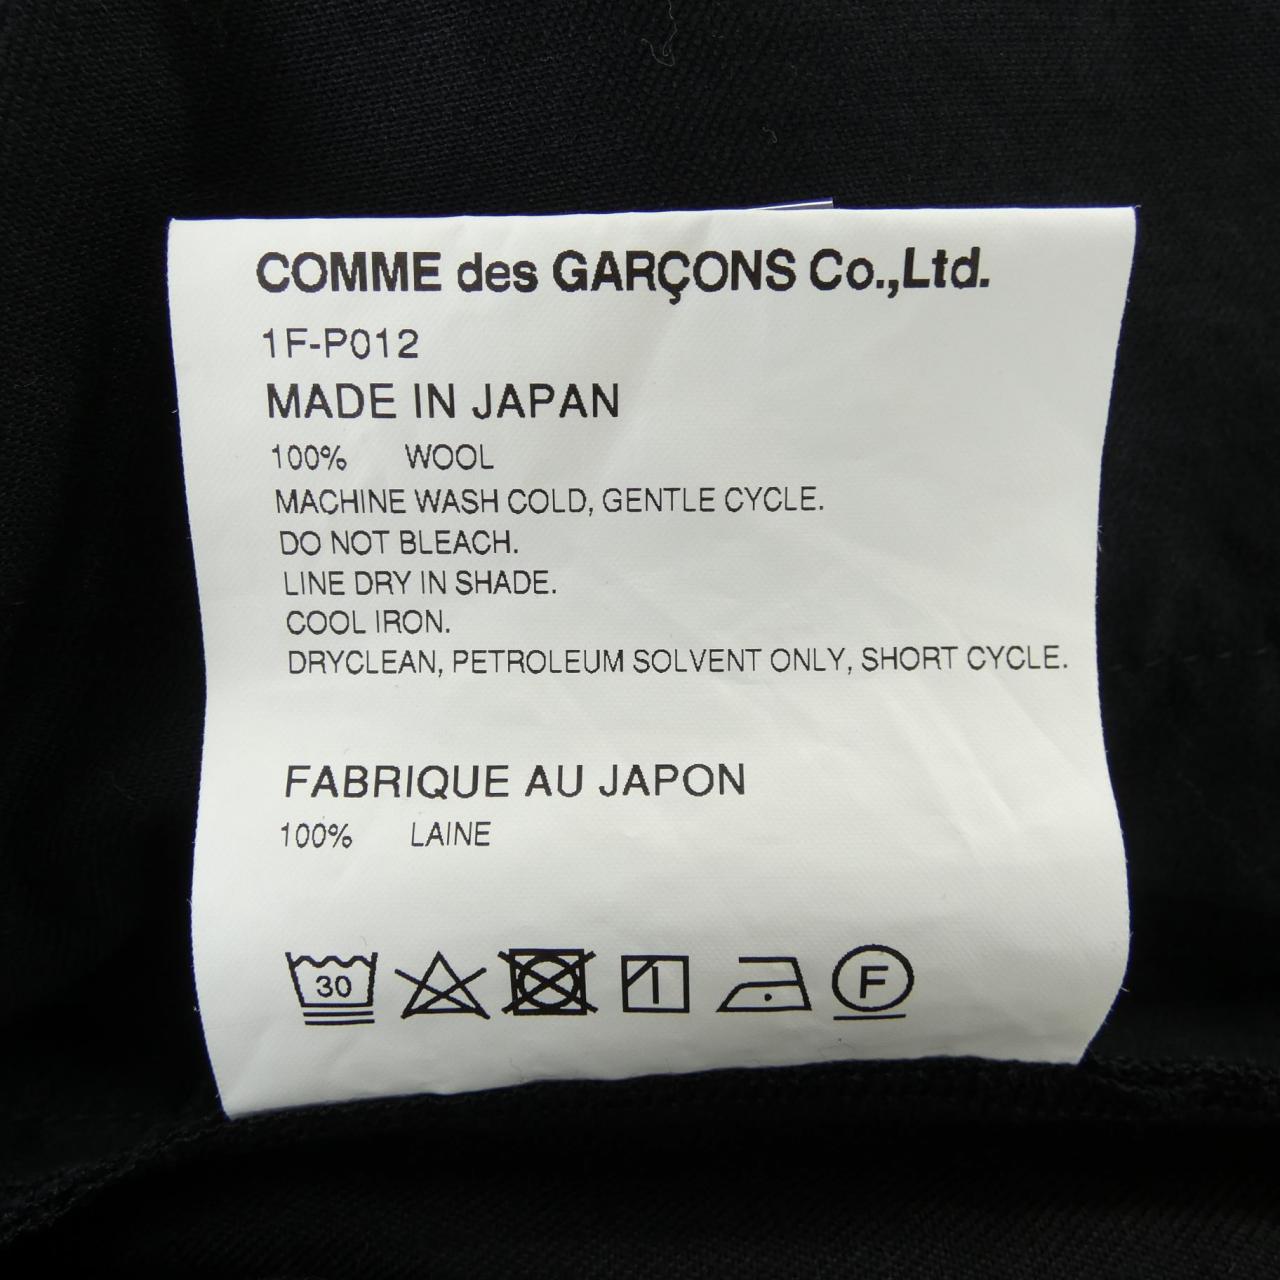 COMME des GARÇONS Co.,Ltd.
1F-P012
MADE IN JAPAN
100% WOOL
MACHINE WASH COLD, GENTLE CYCLE.
DO NOT BLEACH.
LINE DRY IN SHADE.
COOL IRON.
DRYCLEAN, PETROLEUM SOLVENT ONLY, SHORT CYCLE.
FABRIQUE AU JAPON
100% LAINE
30 F